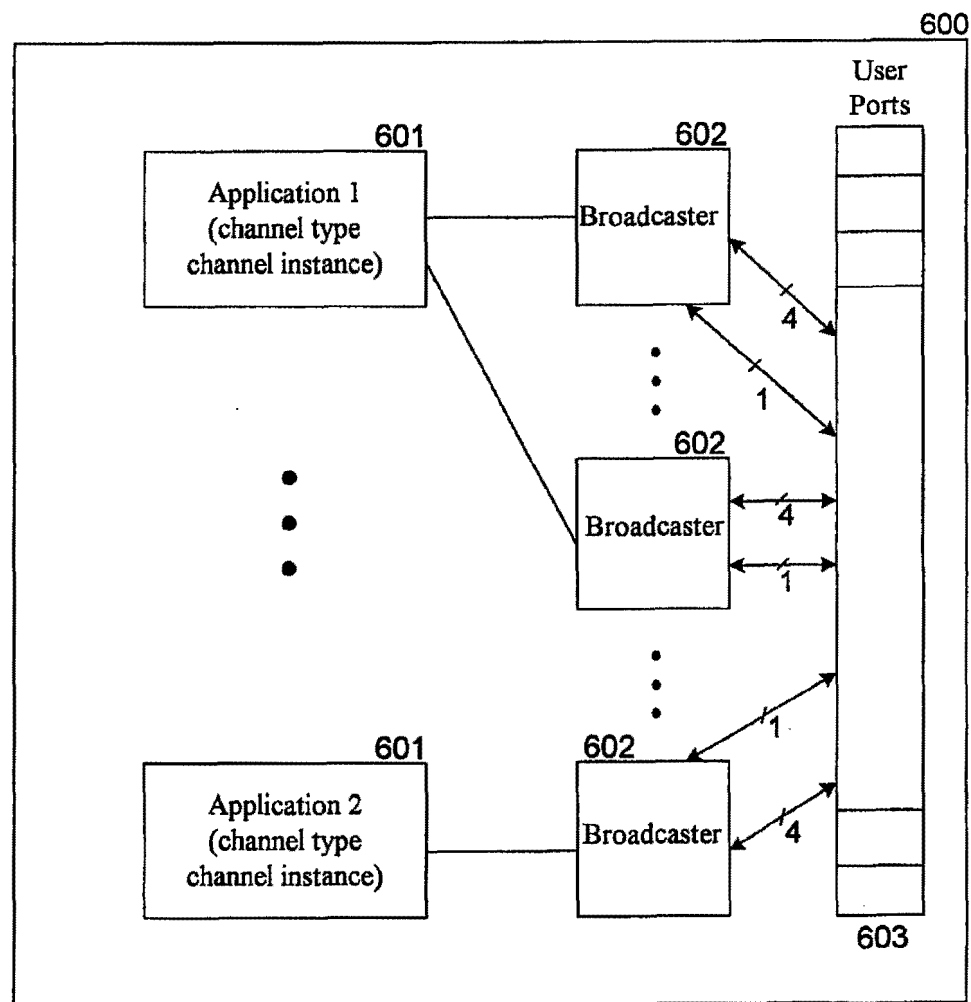 600
User
Ports
601
Application 1
(channel type
channel instance)
602
Broadcaster
4
1
602
Broadcaster
4
1
1
601
Application 2
(channel type
channel instance)
602
Broadcaster
4
603